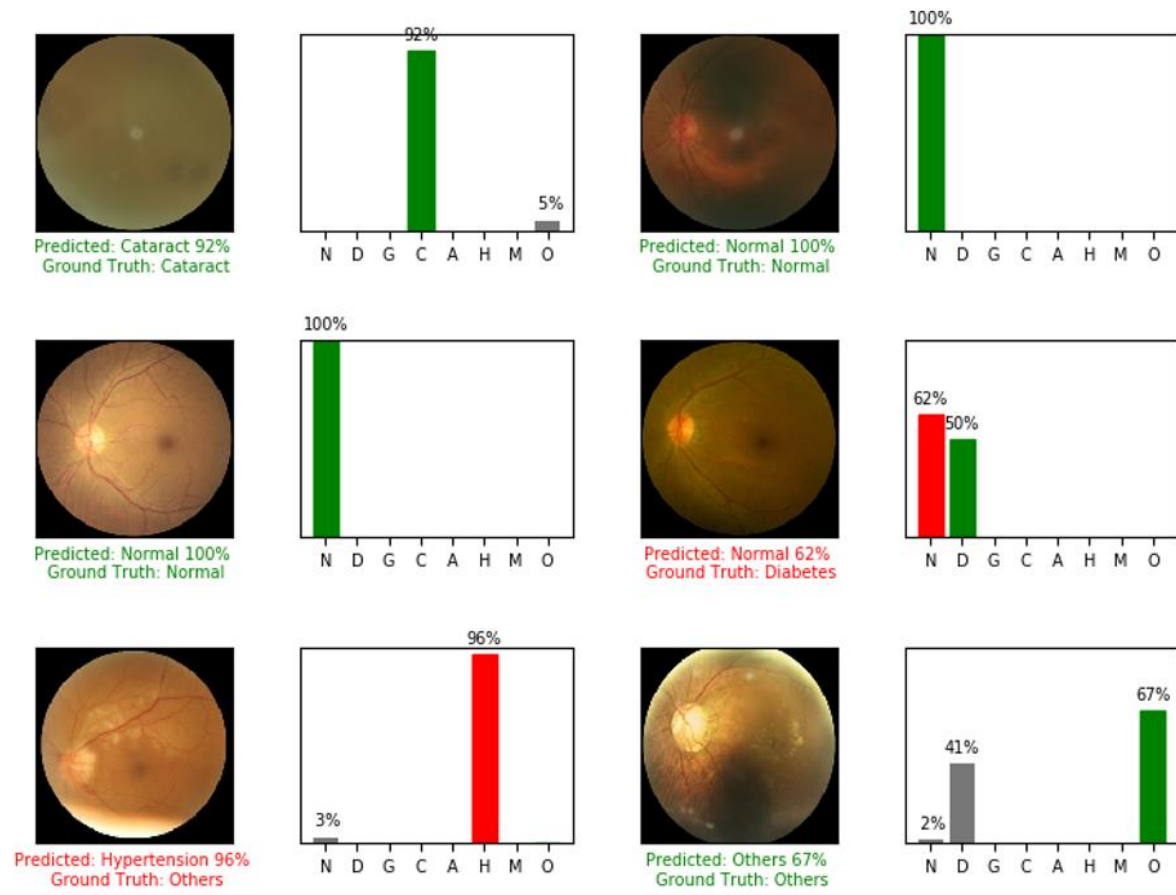 92%
5%
N D G C A H M O
Predicted: Cataract 92%
Ground Truth: Cataract
100%
N D G C A H M O
Predicted: Normal 100%
Ground Truth: Normal
100%
N D G C A H M O
Predicted: Normal 100%
Ground Truth: Normal
62%
50%
N D G C A H M O
Predicted: Normal 62%
Ground Truth: Diabetes
96%
3%
N D G C A H M O
Predicted: Hypertension 96%
Ground Truth: Others
67%
41%
2%
N D G C A H M O
Predicted: Others 67%
Ground Truth: Others